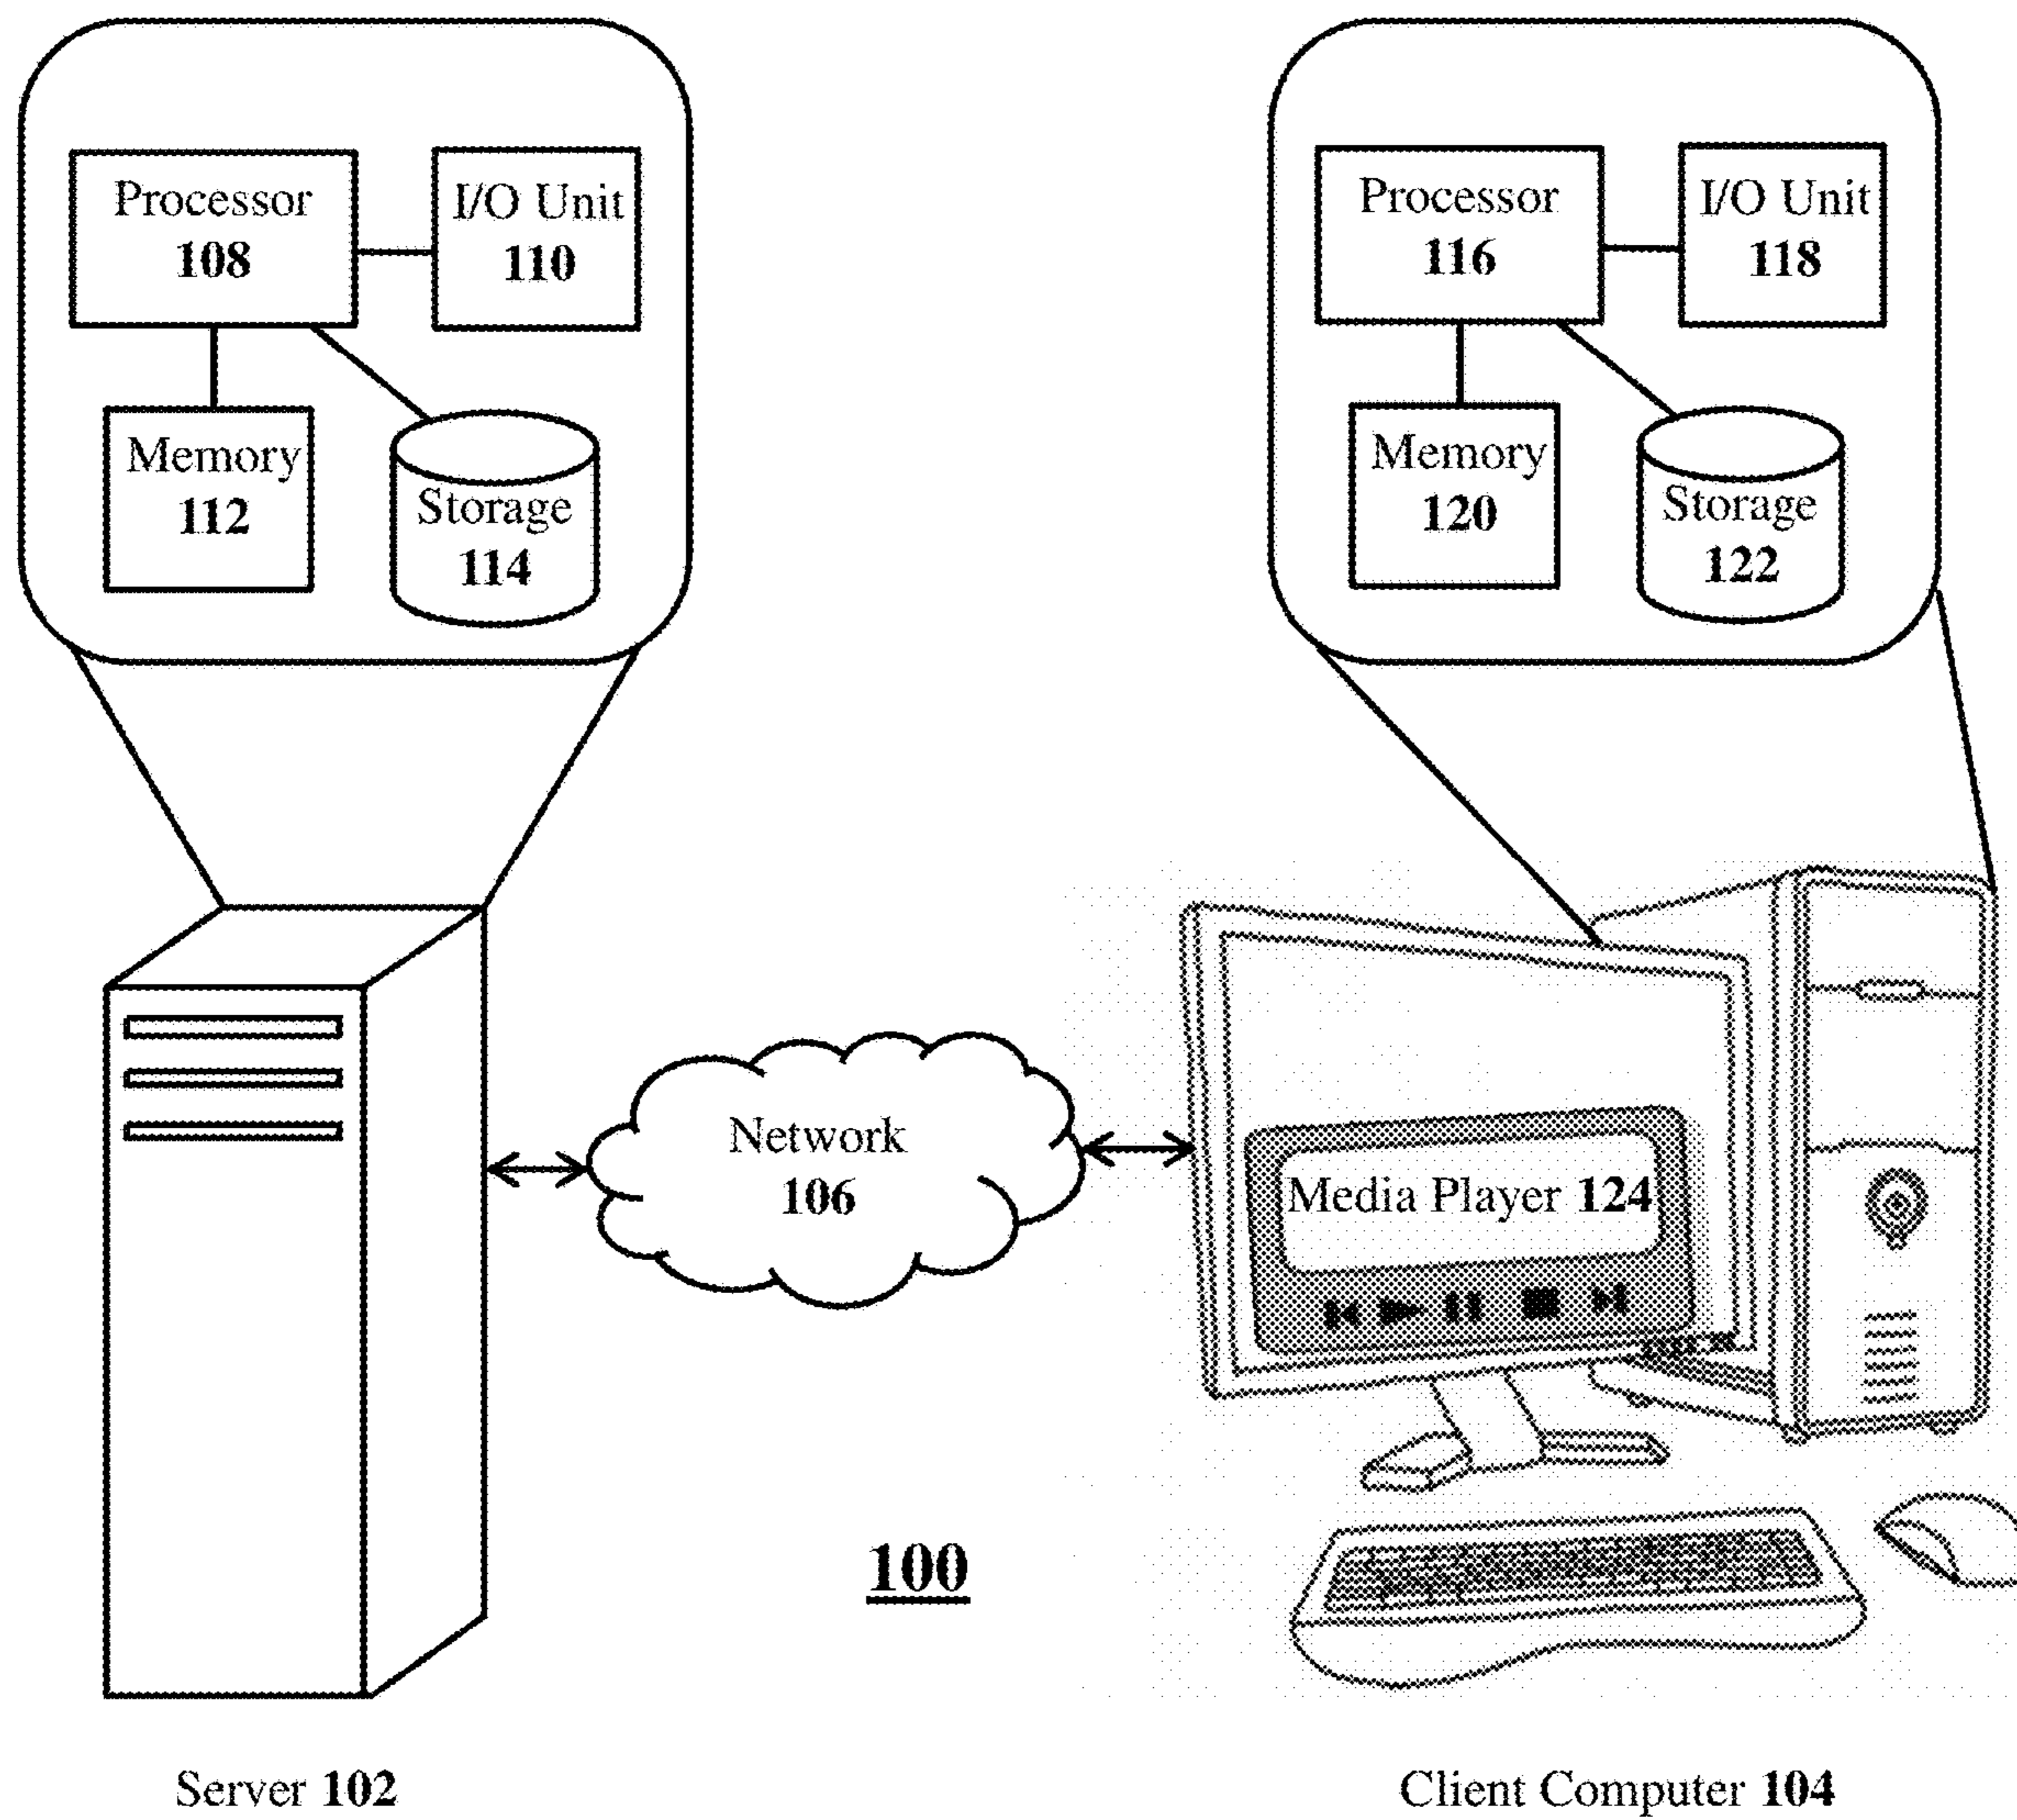 Processor
108
I/O Unit
110
Memory
112
Storage
114
Processor
116
I/O Unit
118
Memory
120
Storage
122
Network
106
Media Player 124
100
Server 102
Client Computer 104